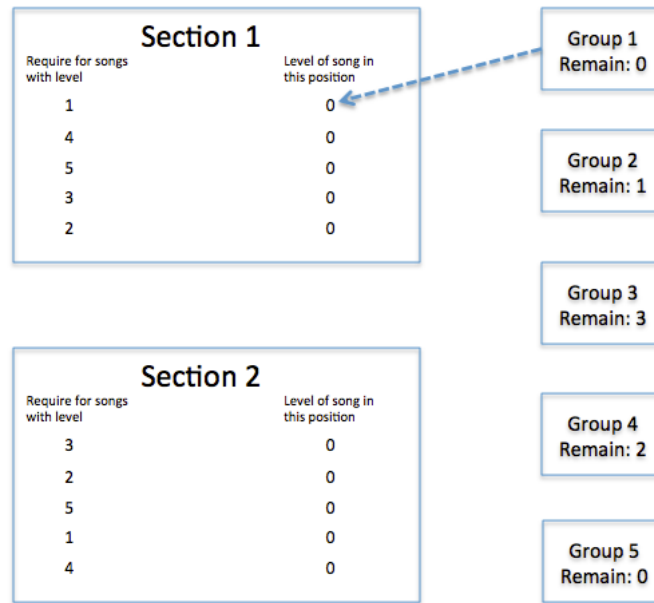 Section 1
Require for songs with level
Level of song in this position
1 0
4 0
5 0
3 0
2 0
Section 2
Require for songs with level
Level of song in this position
3 0
2 0
5 0
1 0
4 0
Group 1
Remain: 0
Group 2
Remain: 1
Group 3
Remain: 3
Group 4
Remain: 2
Group 5
Remain: 0